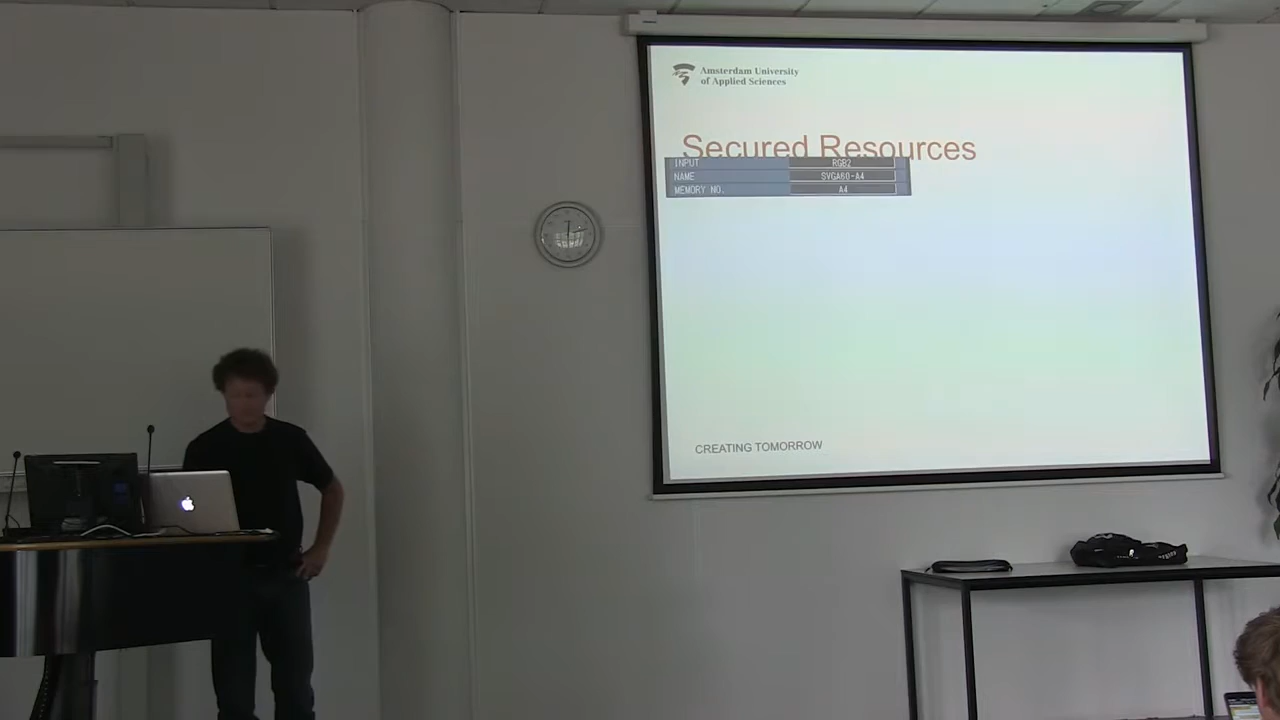 Amsterdam University
of Applied Sciences
Secured Resources
INPUT RGB2
NAME SVGA60-A4
MEMORY NO. A4
CREATING TOMORROW